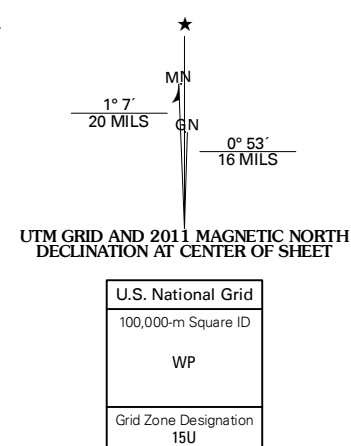 MN
1° 7´
20 MILS
GN
0° 53´
16 MILS
UTM GRID AND 2011 MAGNETIC NORTH
DECLINATION AT CENTER OF SHEET
U.S. National Grid
100,000-m Square ID
WP
Grid Zone Designation
15U